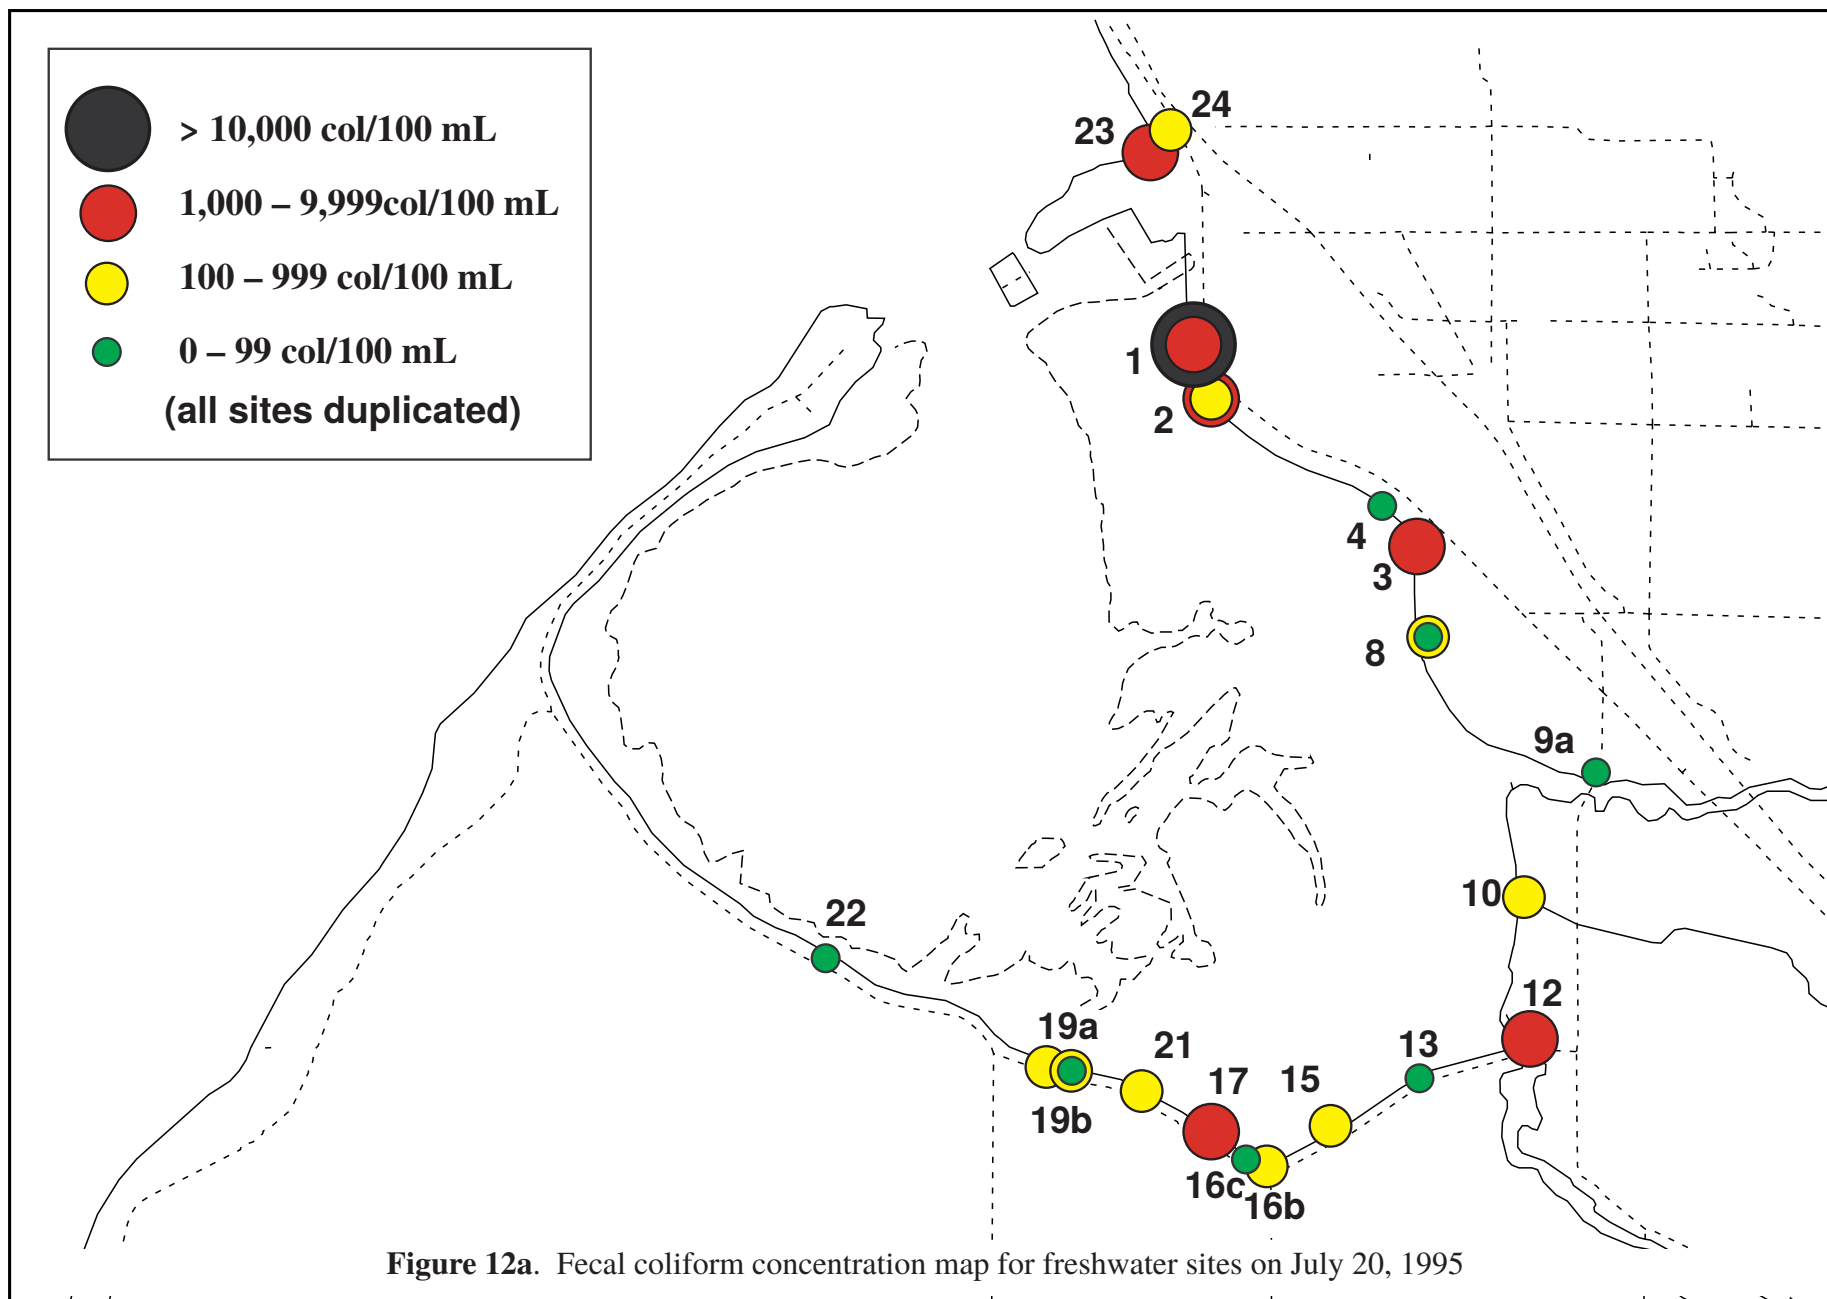 > 10,000 col/100 mL
1,000 – 9,999col/100 mL
100 – 999 col/100 mL
0 – 99 col/100 mL
(all sites duplicated)
24
23
1
2
4
3
8
9a
10
22
12
19a
21
13
17
15
19b
16c
16b
Figure 12a. Fecal coliform concentration map for freshwater sites on July 20, 1995